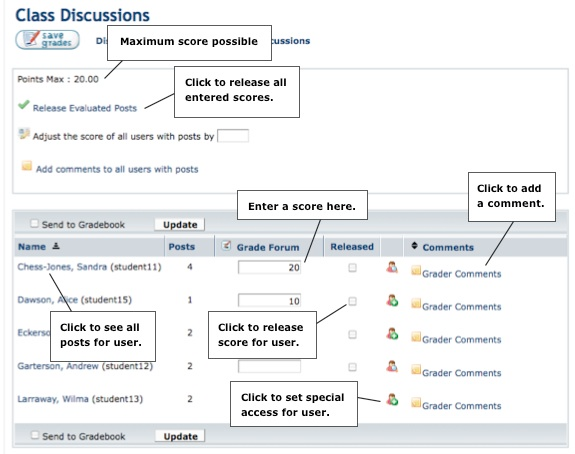 Class Discussions
save grades
Dis
Maximum score possible
ussions
Points Max : 20.00
Click to release all
entered scores.
Release Evaluated Posts
Adjust the score of all users with posts by
Add comments to all users with posts
Click to add
a comment.
Enter a score here.
Send to Gradebook Update
Name Posts Grade Forum Released Comments
Chess-Jones, Sandra (student11) 4 20 Grader Comments
Dawson, Alice (student15) 1 10 Grader Comments
Click to see all
posts for user.
Click to release
score for user.
Eckerso 2 Grader Comments
Garterson, Andrew (student12) 2 Grader Comments
Click to set special
access for user.
Larraway, Wilma (student13) 2 Grader Comments
Send to Gradebook Update